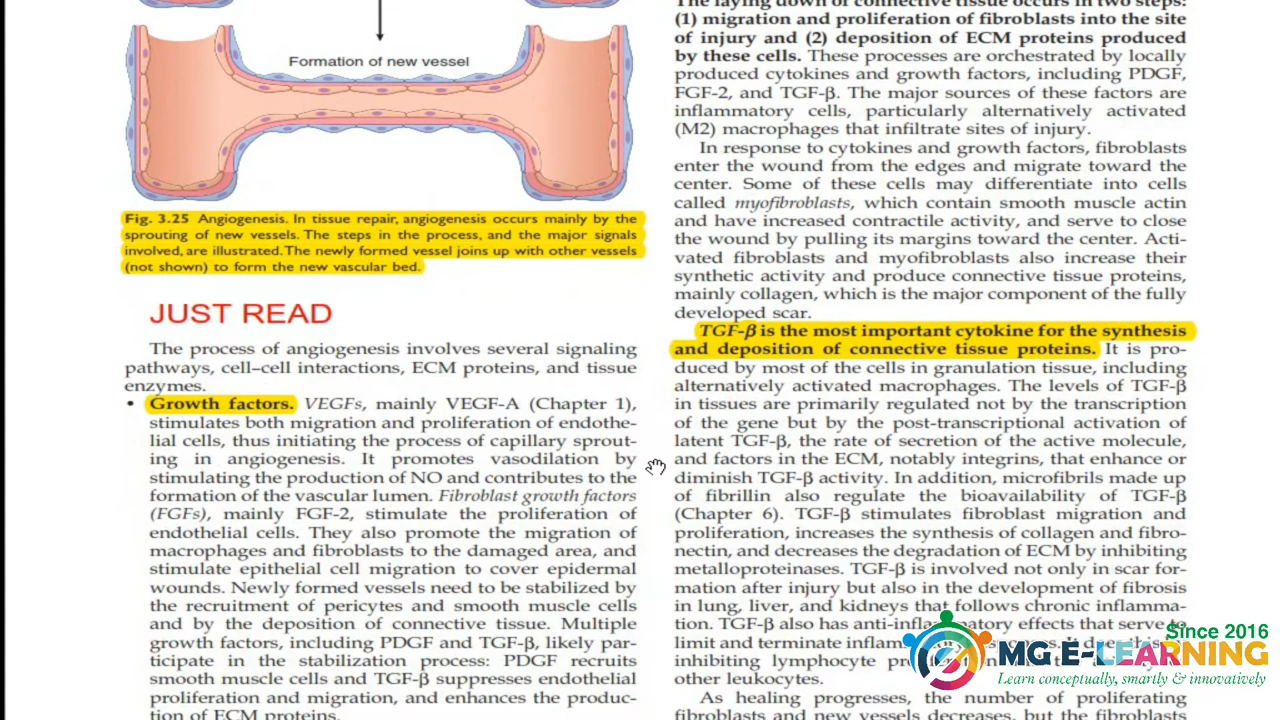 Formation of new vessel
Fig. 3.25 Angiogenesis. In tissue repair, angiogenesis occurs mainly by the
sprouting of new vessels. The steps in the process, and the major signals
involved, are illustrated. The newly formed vessel joins up with other vessels
(not shown) to form the new vascular bed.
JUST READ
The process of angiogenesis involves several signaling
pathways, cell–cell interactions, ECM proteins, and tissue
enzymes.
• Growth factors. VEGFs, mainly VEGF-A (Chapter 1),
stimulates both migration and proliferation of endothe-
lial cells, thus initiating the process of capillary sprout-
ing in angiogenesis. It promotes vasodilation by
stimulating the production of NO and contributes to the
formation of the vascular lumen. Fibroblast growth factors
(FGFs), mainly FGF-2, stimulate the proliferation of
endothelial cells. They also promote the migration of
macrophages and fibroblasts to the damaged area, and
stimulate epithelial cell migration to cover epidermal
wounds. Newly formed vessels need to be stabilized by
the recruitment of pericytes and smooth muscle cells
and by the deposition of connective tissue. Multiple
growth factors, including PDGF and TGF-β, likely par-
ticipate in the stabilization process: PDGF recruits
smooth muscle cells and TGF-β suppresses endothelial
proliferation and migration, and enhances the produc-
tion of ECM proteins.
The laying down of connective tissue occurs in two steps:
(1) migration and proliferation of fibroblasts into the site
of injury and (2) deposition of ECM proteins produced
by these cells. These processes are orchestrated by locally
produced cytokines and growth factors, including PDGF,
FGF-2, and TGF-β. The major sources of these factors are
inflammatory cells, particularly alternatively activated
(M2) macrophages that infiltrate sites of injury.
In response to cytokines and growth factors, fibroblasts
enter the wound from the edges and migrate toward the
center. Some of these cells may differentiate into cells
called myofibroblasts, which contain smooth muscle actin
and have increased contractile activity, and serve to close
the wound by pulling its margins toward the center. Acti-
vated fibroblasts and myofibroblasts also increase their
synthetic activity and produce connective tissue proteins,
mainly collagen, which is the major component of the fully
developed scar.
TGF-β is the most important cytokine for the synthesis
and deposition of connective tissue proteins. It is pro-
duced by most of the cells in granulation tissue, including
alternatively activated macrophages. The levels of TGF-β
in tissues are primarily regulated not by the transcription
of the gene but by the post-transcriptional activation of
latent TGF-β, the rate of secretion of the active molecule,
and factors in the ECM, notably integrins, that enhance or
diminish TGF-β activity. In addition, microfibrils made up
of fibrillin also regulate the bioavailability of TGF-β
(Chapter 6). TGF-β stimulates fibroblast migration and
proliferation, increases the synthesis of collagen and fibro-
nectin, and decreases the degradation of ECM by inhibiting
metalloproteinases. TGF-β is involved not only in scar for-
mation after injury but also in the development of fibrosis
in lung, liver, and kidneys that follows chronic inflamma-
tion. TGF-β also has anti-inflammatory effects that serve to
limit and terminate
inhibiting lymphocyte
other leukocytes.
As healing progresses, the number of proliferating
fibroblasts and new vessels decreases, but the fibroblasts
Since 2016
MG E-LEARNING
Learn conceptually, smartly & innovatively